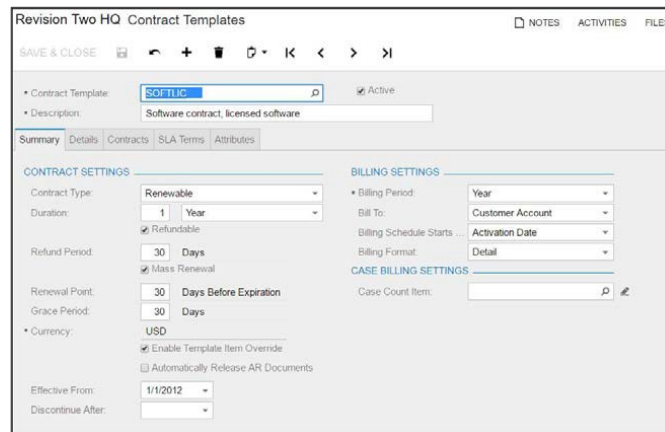 Revision Two HQ Contract Templates
NOTES ACTIVITIES FILES
SAVE & CLOSE
• Contract Template: SOFTLIC
Active
• Description: Software contract, licensed software
Summary Details Contracts SLA Terms Attributes
CONTRACT SETTINGS
Contract Type: Renewable
Duration: 1 Year
Refundable
Refund Period: 30 Days
Mass Renewal
Renewal Point: 30 Days Before Expiration
Grace Period: 30 Days
• Currency: USD
Enable Template Item Override
Automatically Release AR Documents
Effective From: 1/1/2012
Discontinue After:
BILLING SETTINGS
• Billing Period: Year
Bill To: Customer Account
Billing Schedule Starts ... Activation Date
Billing Format: Detail
CASE BILLING SETTINGS
Case Count Item: